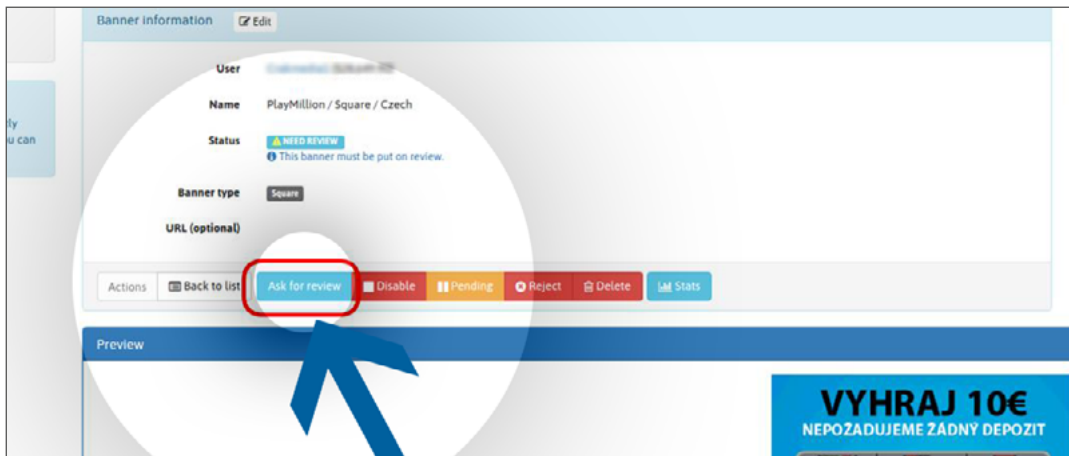 Banner information Edit
User
Name PlayMillion / Square / Czech
Status NEED REVIEW
This banner must be put on review.
u can
Banner type Square
URL (optional)
Actions Back to list Ask for review Disable Pending Reject Delete Stats
Preview
VYHRAJ 10€
NEPOŽADUJEME ŽÁDNÝ DEPOZIT